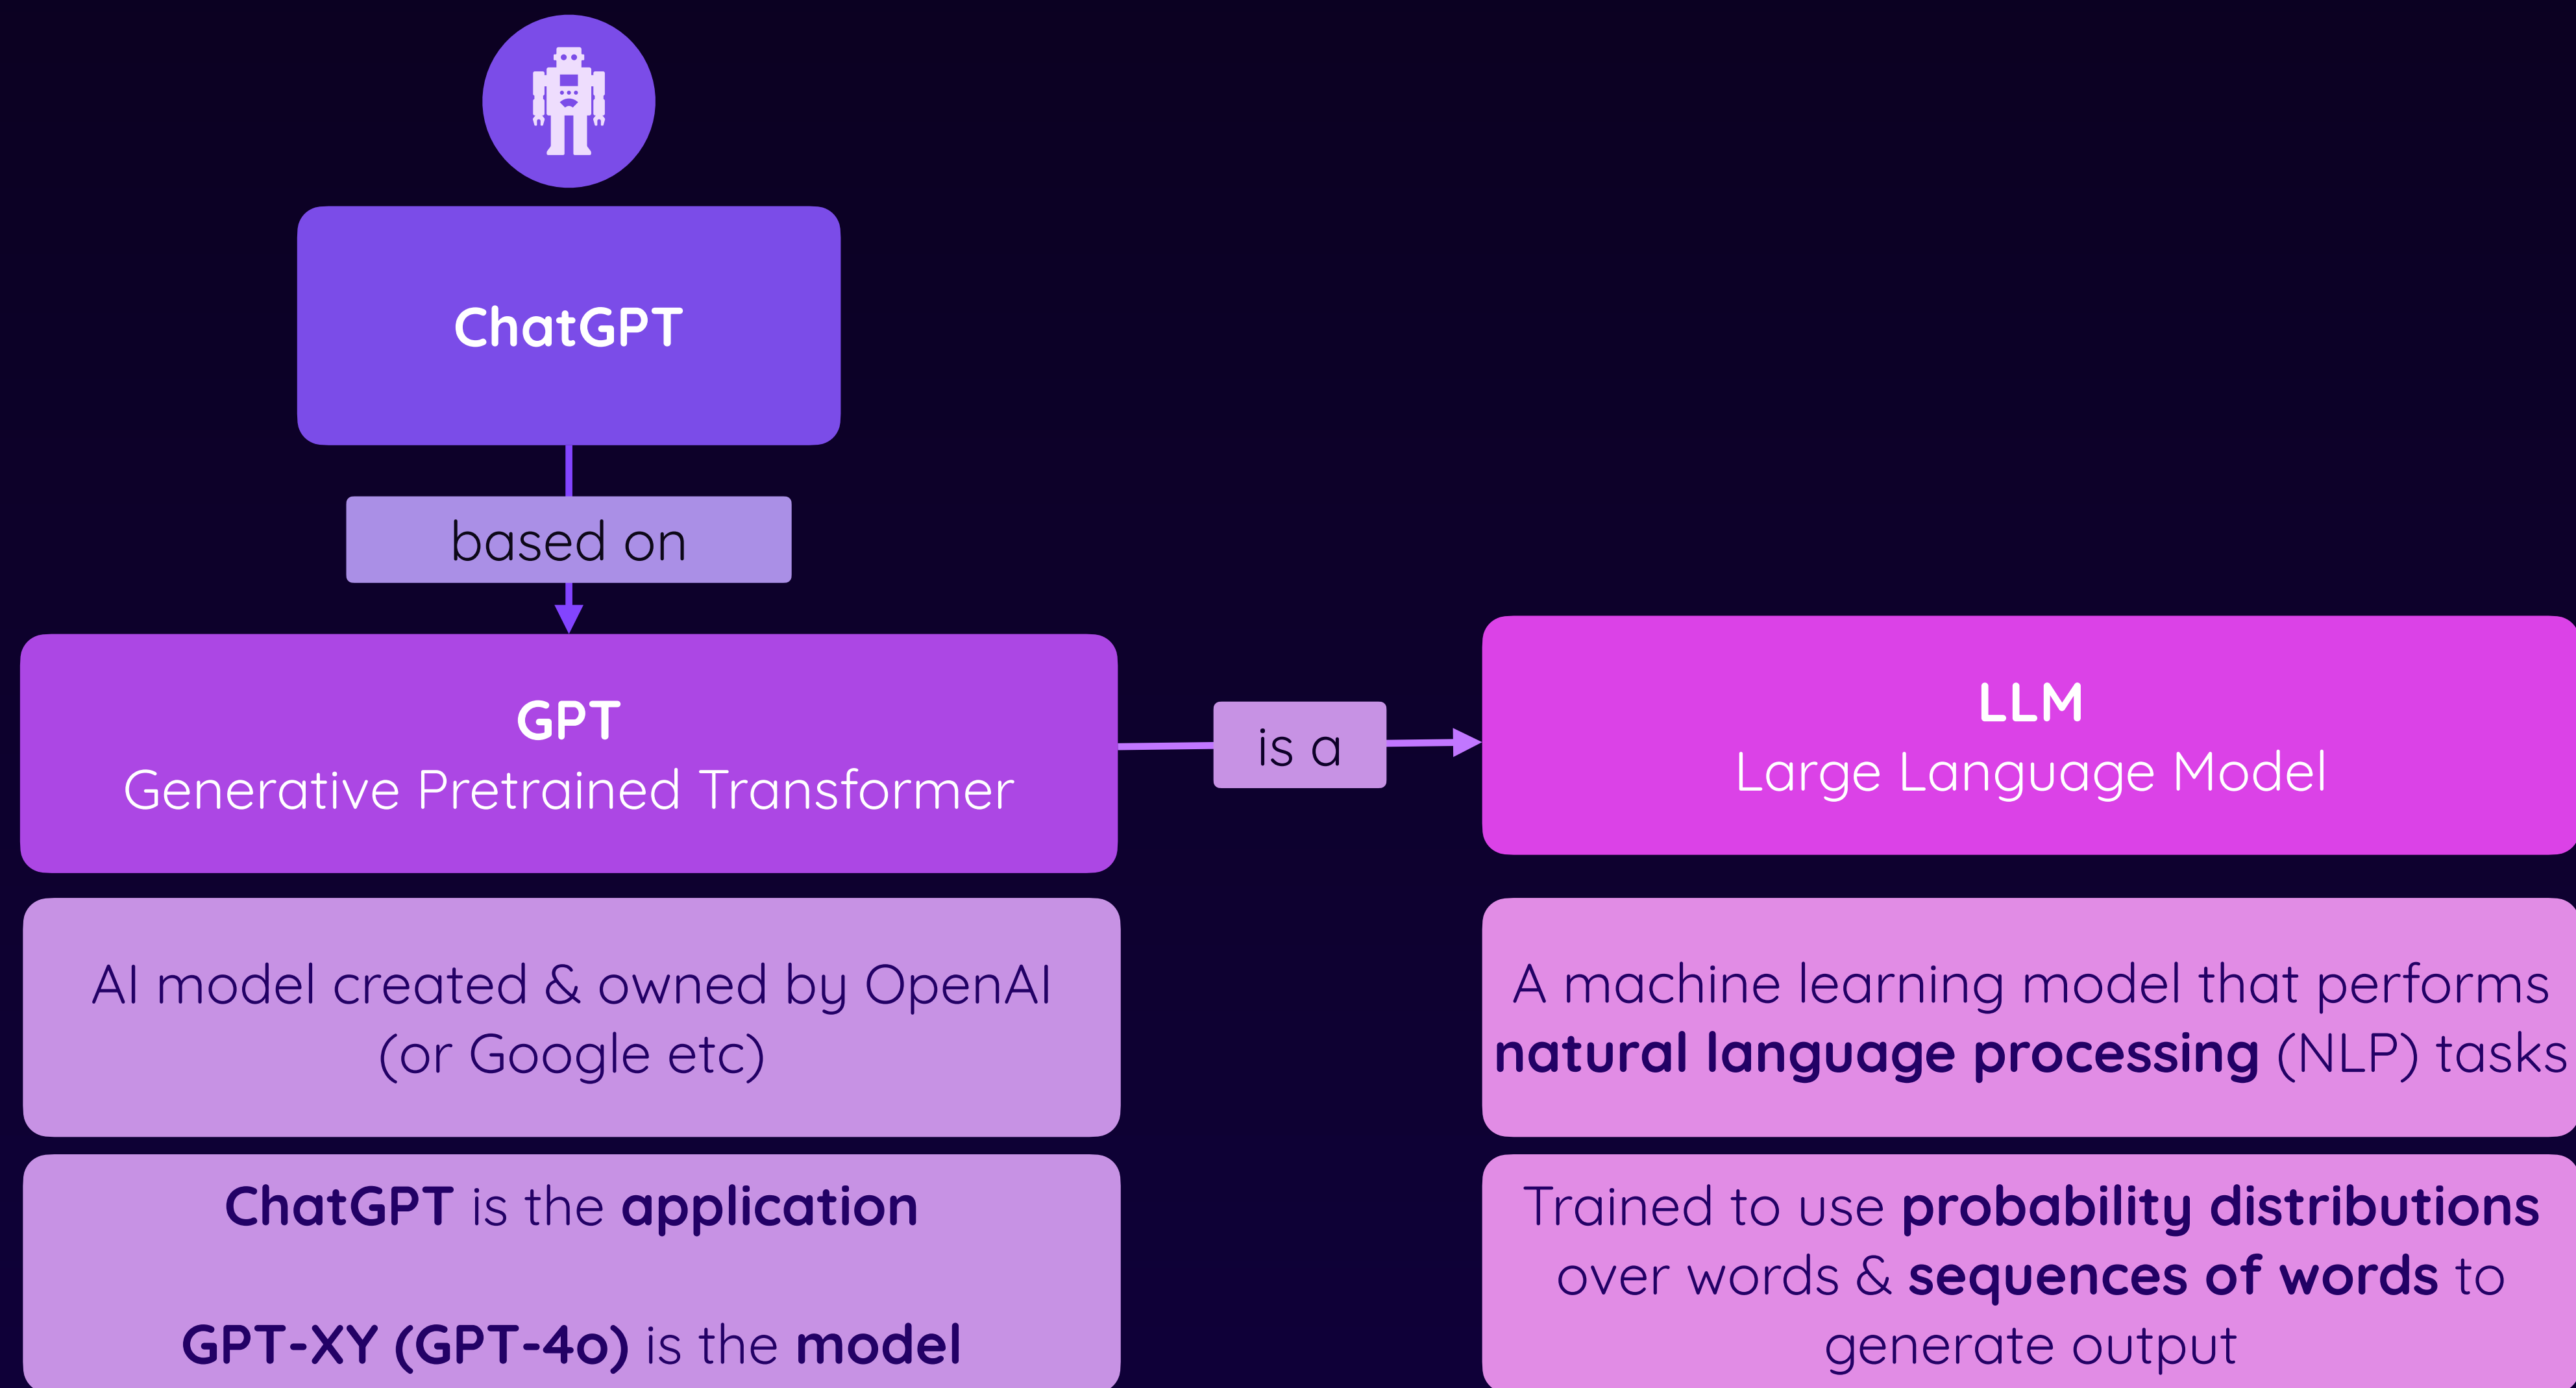 ChatGPT
based on
GPT
Generative Pretrained Transformer
is a
LLM
Large Language Model
AI model created & owned by OpenAI
(or Google etc)
A machine learning model that performs
natural language processing (NLP) tasks
ChatGPT is the application
GPT-XY (GPT-4o) is the model
Trained to use probability distributions
over words & sequences of words to
generate output